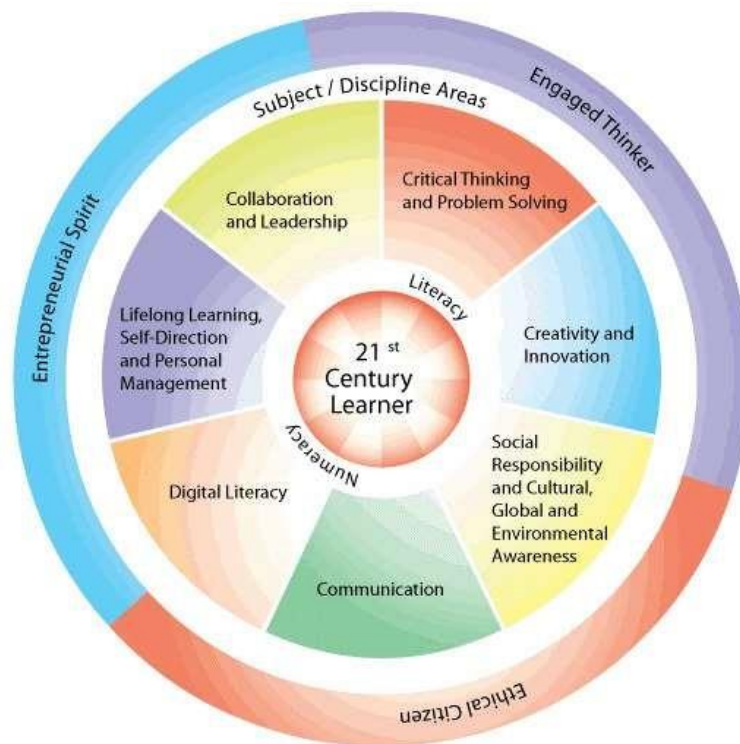 Subject / Discipline Areas
Engaged Thinker
Entrepreneurial Spirit
Ethical Citizen
Collaboration
and Leadership
Critical Thinking
and Problem Solving
Lifelong Learning,
Self-Direction
and Personal
Management
Creativity and
Innovation
Literacy
21 st
Century
Learner
Numeracy
Digital Literacy
Social
Responsibility
and Cultural,
Global and
Environmental
Awareness
Communication